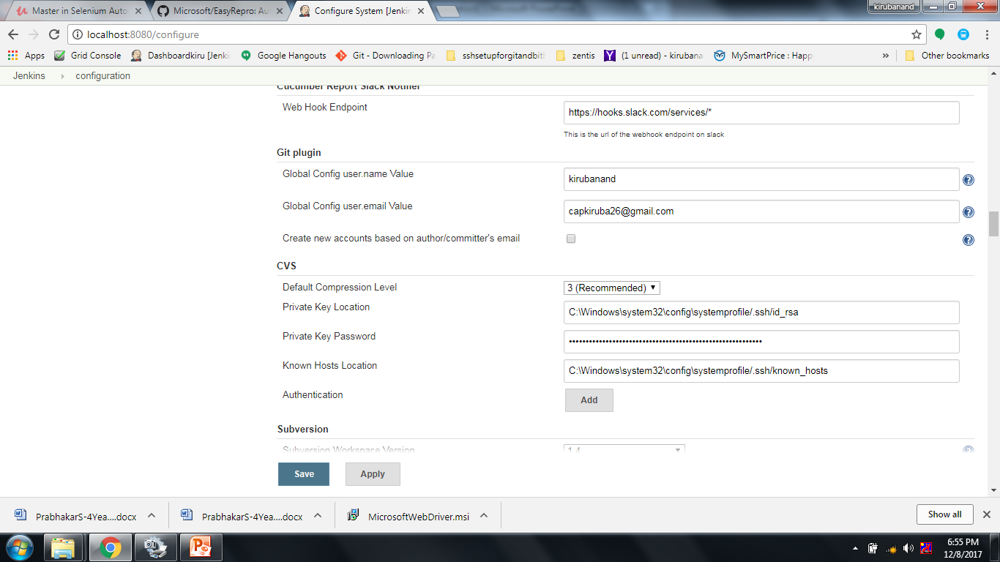 Master in Selenium Auto
Microsoft/EasyRepro: Au
Configure System [Jenkin
kirubanand
localhost:8080/configure
Apps
Grid Console
Dashboardkiru [Jenki
Google Hangouts
Git - Downloading Pa
sshsetupforgitandbitb
zentis
(1 unread) - kirubana
MySmartPrice : Happ
»
Other bookmarks
Jenkins
configuration
Cucumber Report Slack Notifier
Web Hook Endpoint
https://hooks.slack.com/services/*
This is the url of the webhook endpoint on slack
Git plugin
Global Config user.name Value
kirubanand
Global Config user.email Value
capkiruba26@gmail.com
Create new accounts based on author/committer's email
CVS
Default Compression Level
3 (Recommended)
Private Key Location
C:\Windows\system32\config\systemprofile/.ssh/id_rsa
Private Key Password
Known Hosts Location
C:\Windows\system32\config\systemprofile/.ssh/known_hosts
Authentication
Add
Subversion
Subversion Workspace Version
1.4
Save
Apply
PrabhakarS-4Yea....docx
PrabhakarS-4Yea....docx
MicrosoftWebDriver.msi
Show all
6:55 PM
12/8/2017